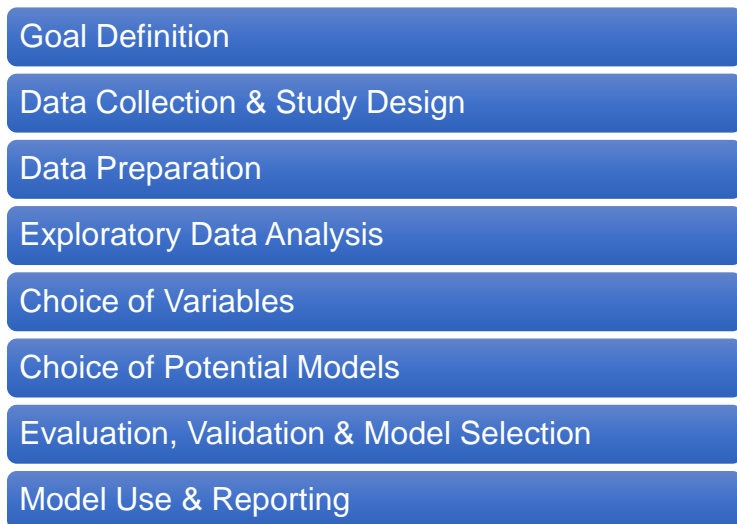 Goal Definition
Data Collection & Study Design
Data Preparation
Exploratory Data Analysis
Choice of Variables
Choice of Potential Models
Evaluation, Validation & Model Selection
Model Use & Reporting